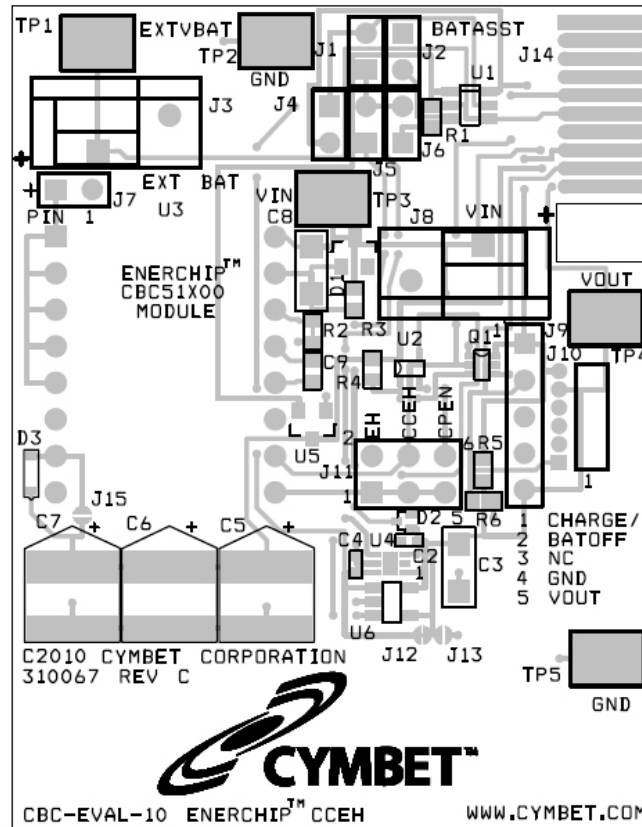 TP1
EXTVBAT
TP2
GND
J1
BATASST
J2
J14
U1
J3
J4
R1
J5
J6
+
EXT BAT
+
J7
PIN 1
U3
VIN
TP3
C8
J8
VIN
+
ENERCHIP™
CBC51X00
MODULE
D1
VOUT
R2
R3
U2
Q1
1
J9
TP4
J10
C9
R4
EH
CCEH
CPEN
D3
U5
2
6
R5
J11
1
1
J15
D2
5
R6
C7
+
C6
+
C5
+
C4
U4
C2
1
C3
U6
J12
J13
1 CHARGE/
2 BATOFF
3 NC
4 GND
5 VOUT
C2010 CYMBET CORPORATION
310067 REV C
TP5
GND
CYMBET™
CBC-EVAL-10 ENERCHIP™ CCEH
WWW.CYMBET.COM